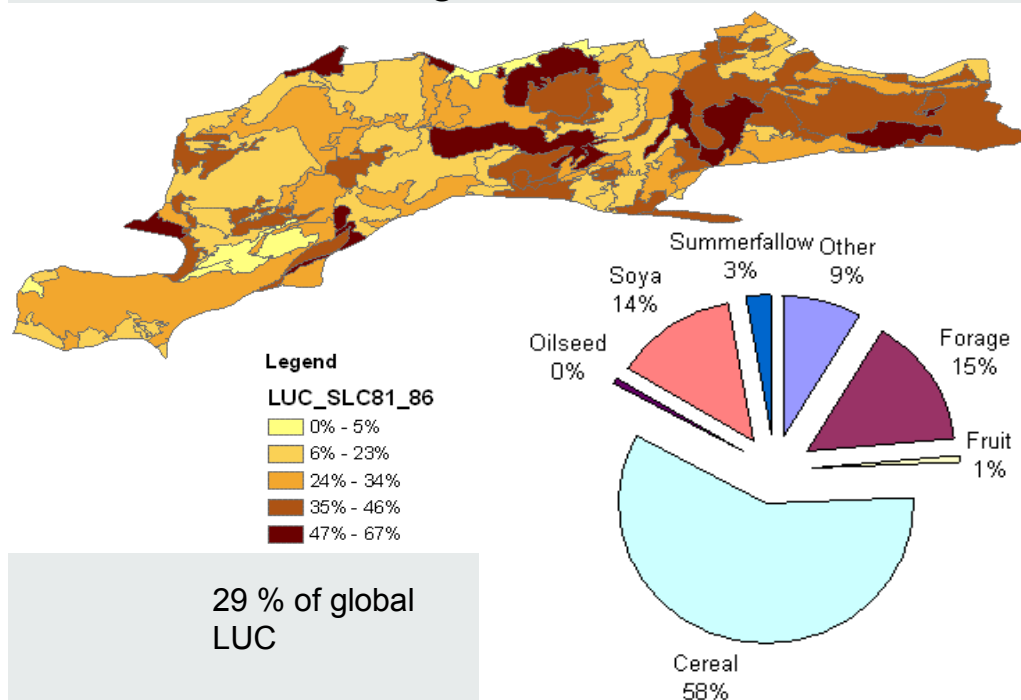 Summerfallow
3%
Other
9%
Soya
14%
Forage
15%
Oilseed
0%
Fruit
1%
Legend
LUC_SLC81_86
0% - 5%
6% - 23%
24% - 34%
35% - 46%
47% - 67%
29 % of global
LUC
Cereal
58%